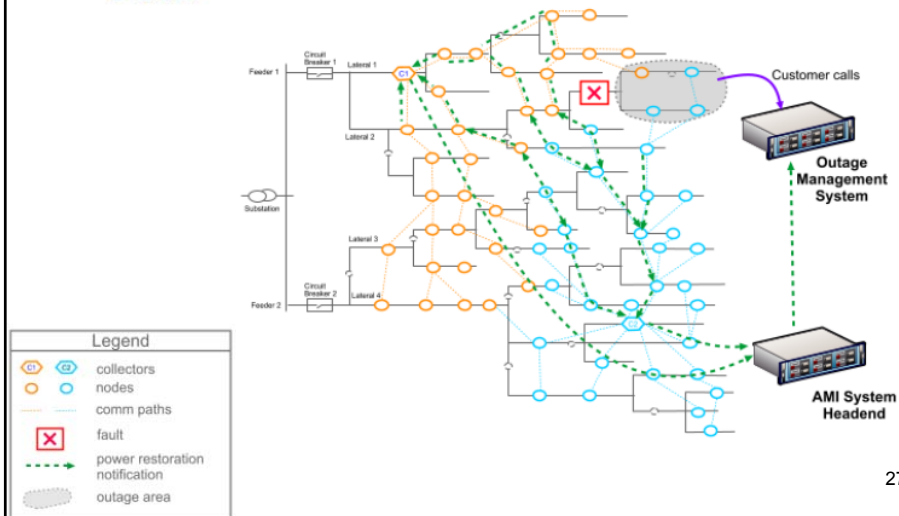 Circuit
Breaker 1
Feeder 1
Lateral 1
C1
Customer calls
Lateral 2
Outage
Management
System
Substation
Lateral 3
Circuit
Breaker 2
Feeder 2
Lateral 4
C2
AMI System
Headend
Legend
C1 C2 collectors
nodes
comm paths
fault
power restoration
notification
outage area
27